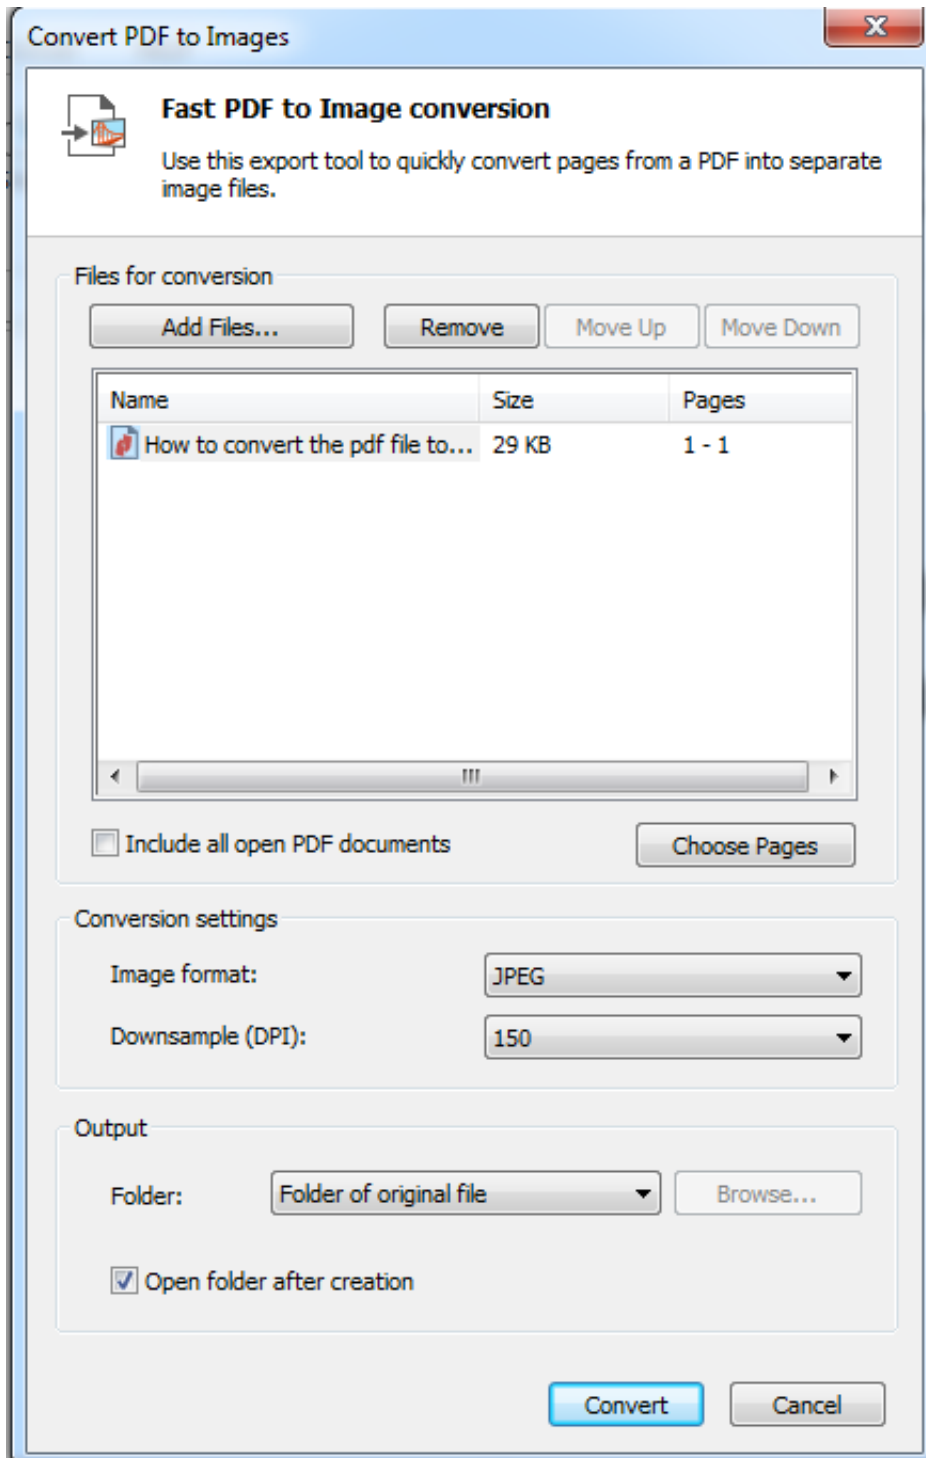 Convert PDF to Images
Fast PDF to Image conversion
Use this export tool to quickly convert pages from a PDF into separate
image files.
Files for conversion
Add Files... Remove Move Up Move Down
Name Size Pages
How to convert the pdf file to... 29 KB 1 - 1
Include all open PDF documents Choose Pages
Conversion settings
Image format: JPEG
Downsample (DPI): 150
Output
Folder: Folder of original file Browse...
Open folder after creation
Convert Cancel